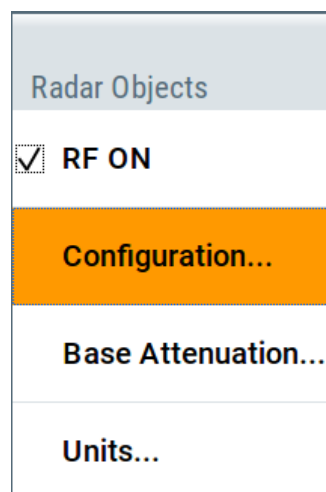 Radar Objects
RF ON
Configuration...
Base Attenuation...
Units...